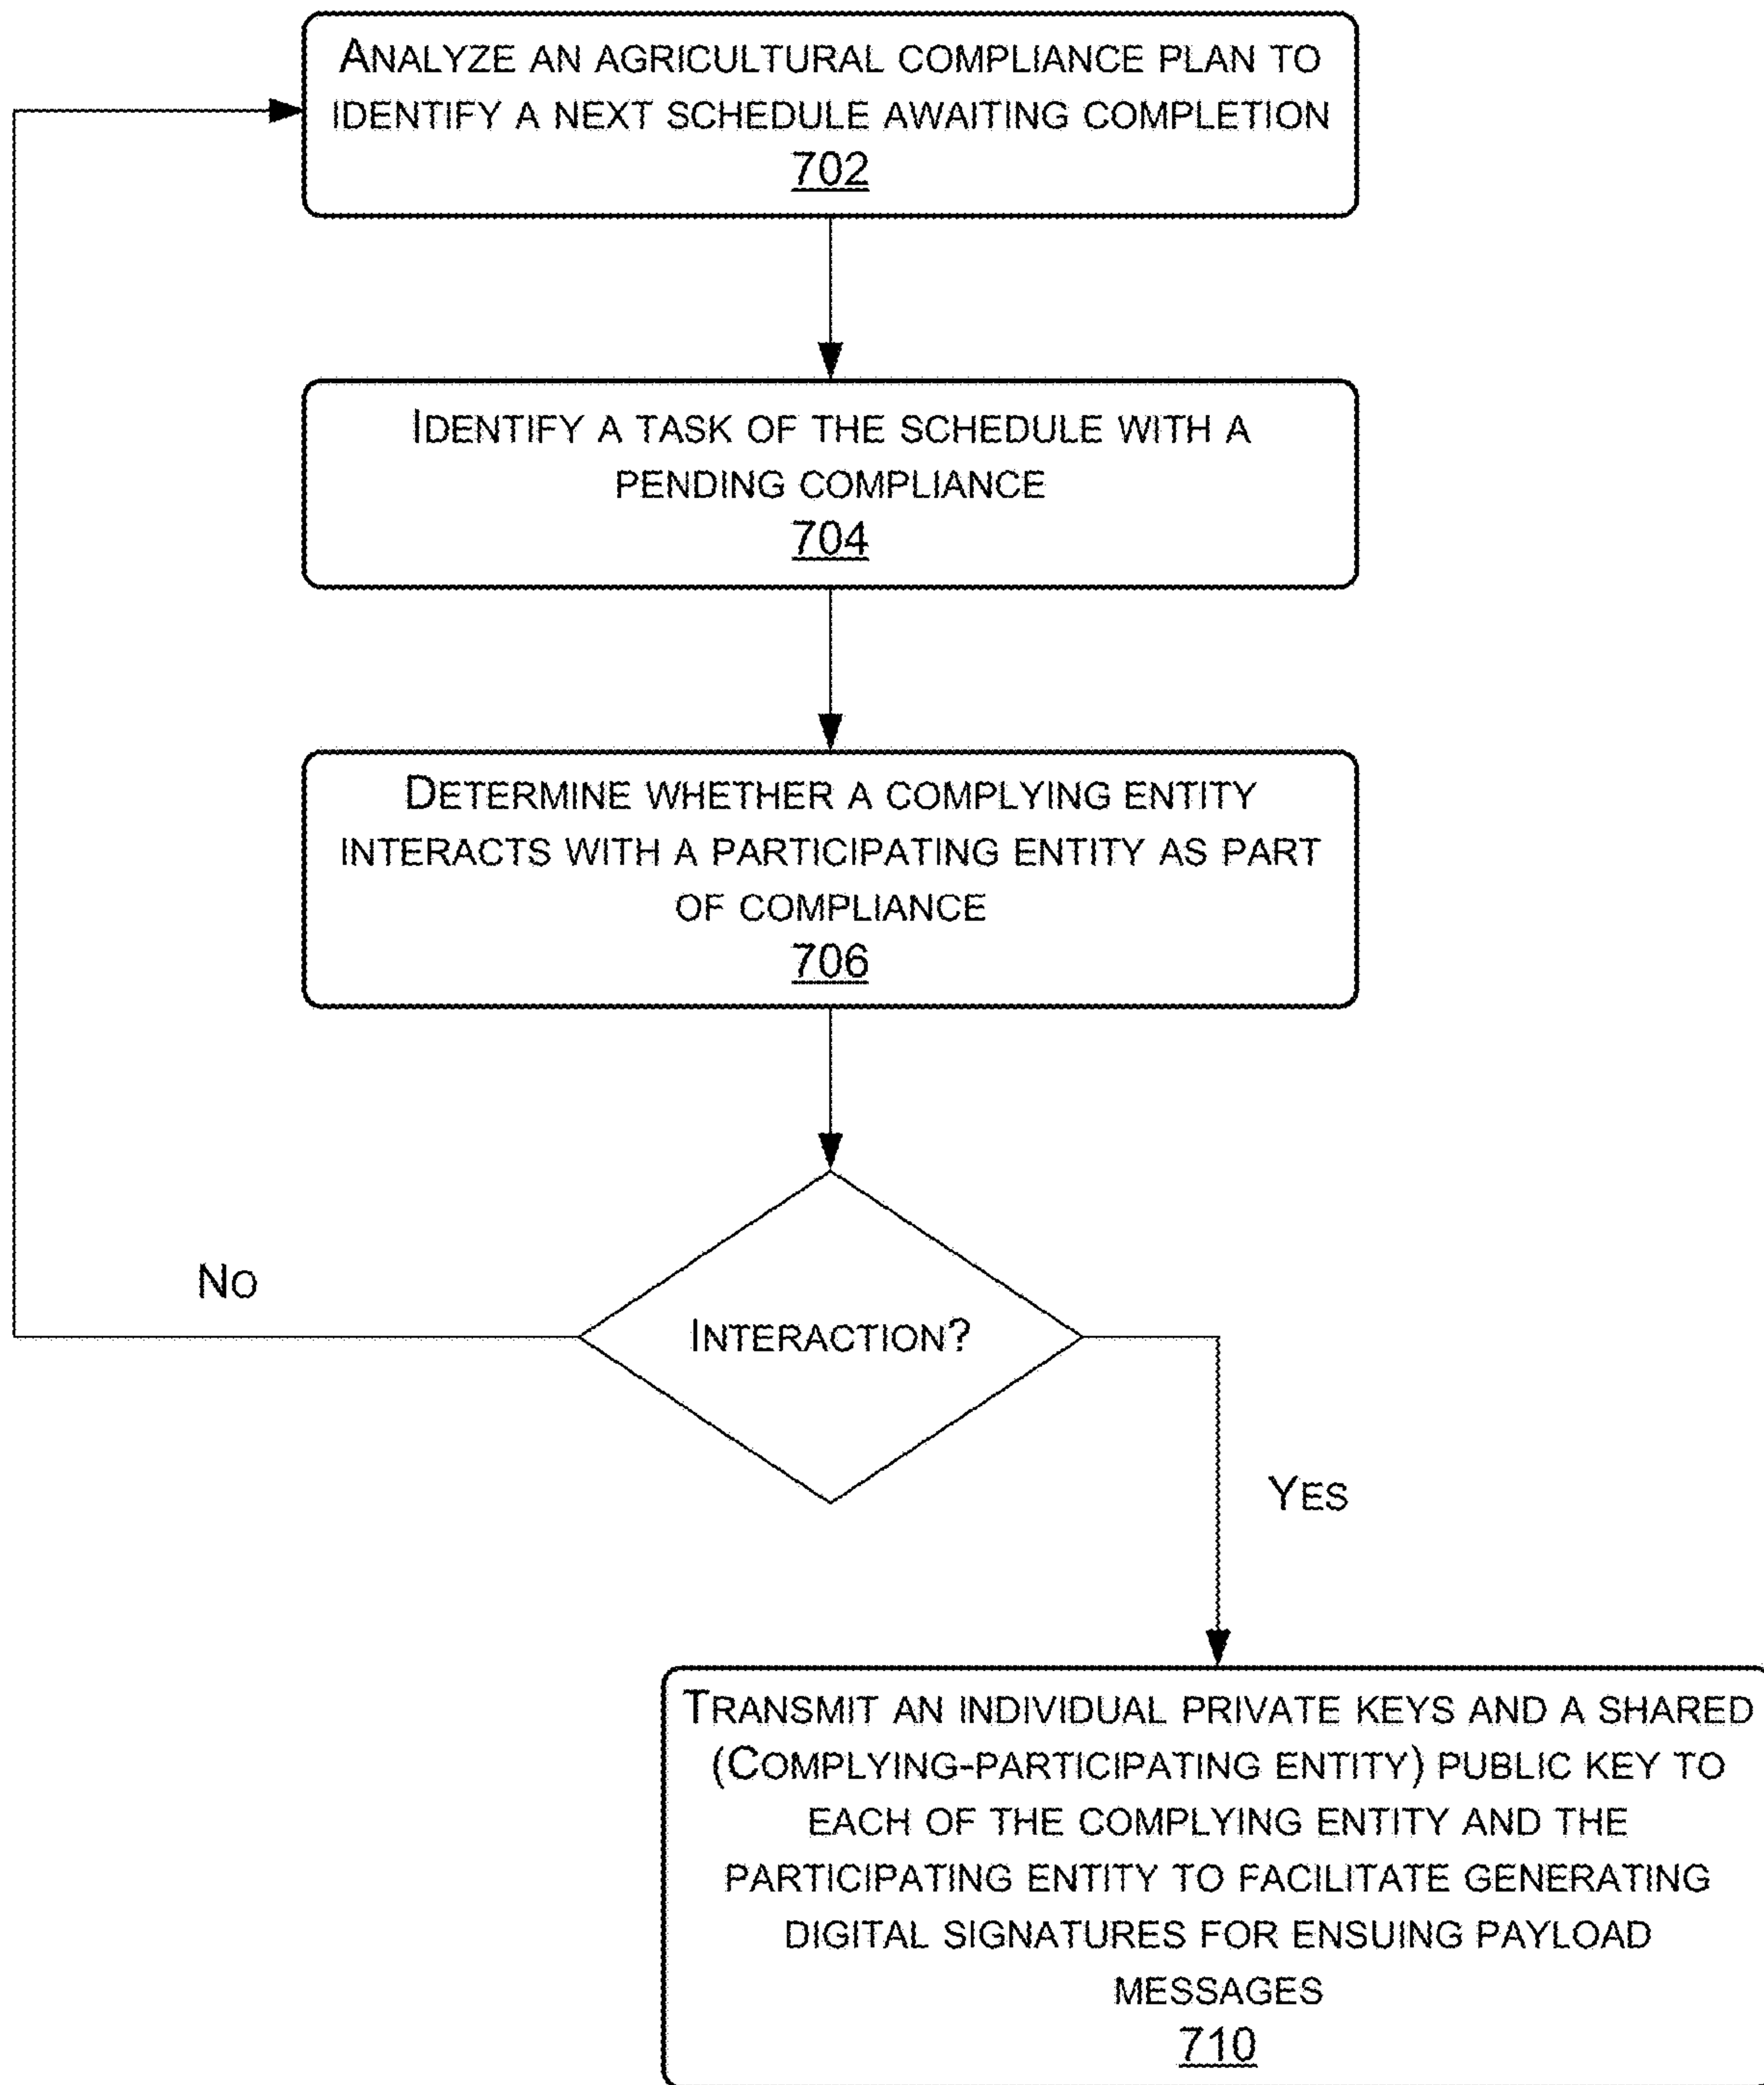 ANALYZE AN AGRICULTURAL COMPLIANCE PLAN TO
IDENTIFY A NEXT SCHEDULE AWAITING COMPLETION
702
IDENTIFY A TASK OF THE SCHEDULE WITH A
PENDING COMPLIANCE
704
DETERMINE WHETHER A COMPLYING ENTITY
INTERACTS WITH A PARTICIPATING ENTITY AS PART
OF COMPLIANCE
706
NO
INTERACTION?
YES
TRANSMIT AN INDIVIDUAL PRIVATE KEYS AND A SHARED
(COMPLYING-PARTICIPATING ENTITY) PUBLIC KEY TO
EACH OF THE COMPLYING ENTITY AND THE
PARTICIPATING ENTITY TO FACILITATE GENERATING
DIGITAL SIGNATURES FOR ENSUING PAYLOAD
MESSAGES
710